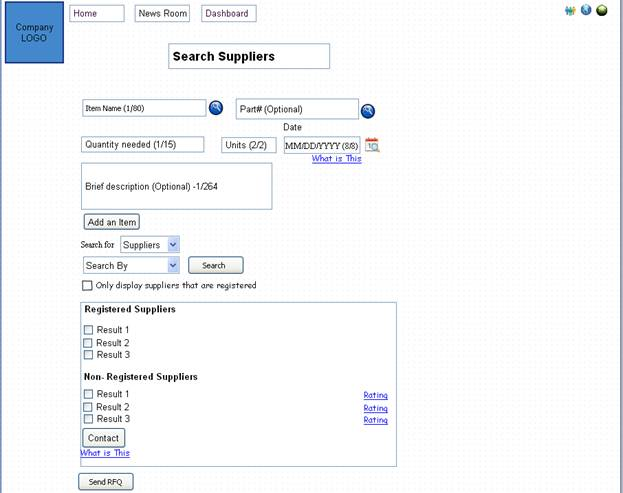 Company
LOGO
Home
News Room
Dashboard
Search Suppliers
Item Name (1/80)
Part# (Optional)
Date
Quantity needed (1/15)
Units (2/2)
MM/DD/YYYY (8/8)
What is This
Brief description (Optional) -1/264
Add an Item
Search for
Suppliers
Search By
Search
Only display suppliers that are registered
Registered Suppliers
Result 1
Result 2
Result 3
Non- Registered Suppliers
Result 1
Rating
Result 2
Rating
Result 3
Rating
Contact
What is This
Send RFQ